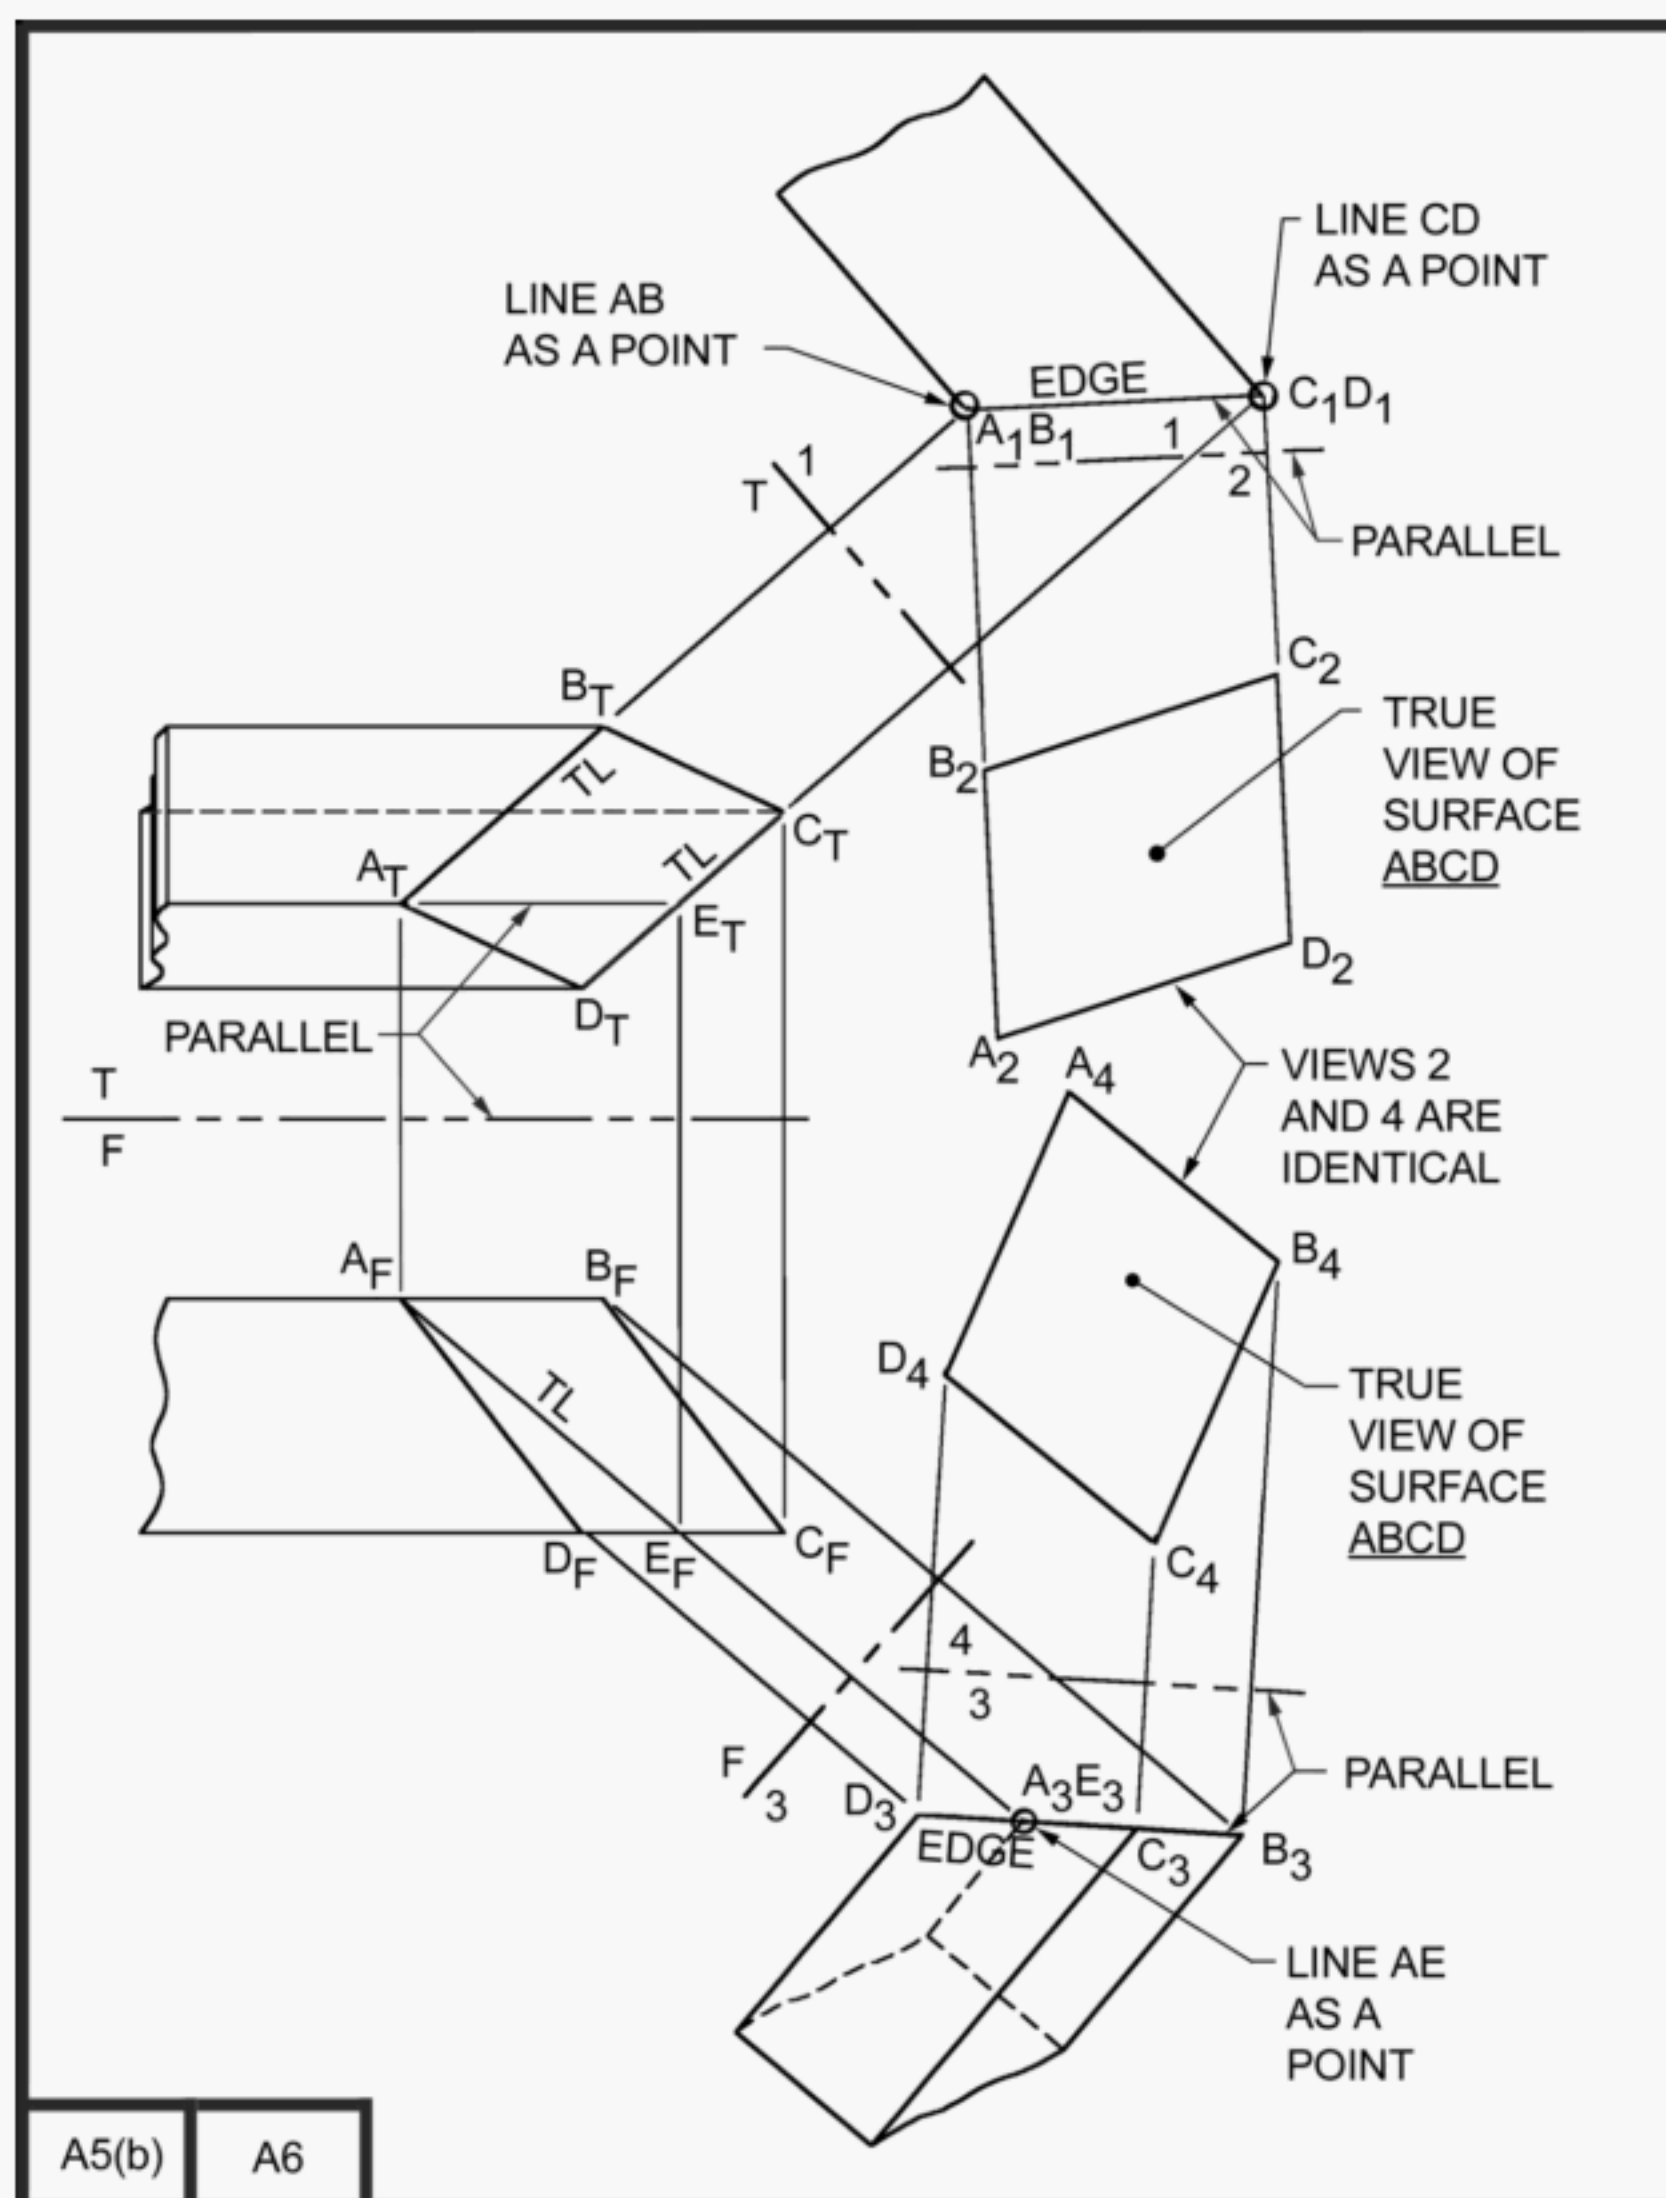 LINE CD
AS A POINT
LINE AB
AS A POINT
EDGE
C1D1
A1B1
1
2
1
T
PARALLEL
C2
BT
TRUE
VIEW OF
SURFACE
ABCD
B2
TL
CT
TL
AT
ET
D2
DT
PARALLEL
A2
A4
VIEWS 2
AND 4 ARE
IDENTICAL
T
F
AF
BF
B4
D4
TL
TRUE
VIEW OF
SURFACE
ABCD
DF
EF
CF
C4
4
3
F
3
D3
A3E3
PARALLEL
EDGE
C3
B3
LINE AE
AS A
POINT
A5(b)
A6